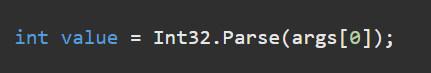 int value = Int32.Parse(args[0]);